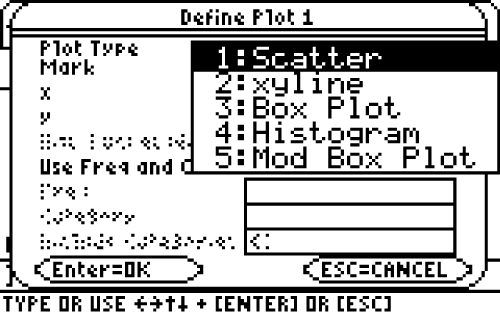 Define Plot 1
Plot Type
Mark
x
y
Use Freq and C
1:Scatter
2:xyline
3:Box Plot
4:Histogram
5:Mod Box Plot
Category
{}
Enter=OK
ESC=CANCEL
TYPE OR USE ←→↑↓ + [ENTER] OR [ESC]